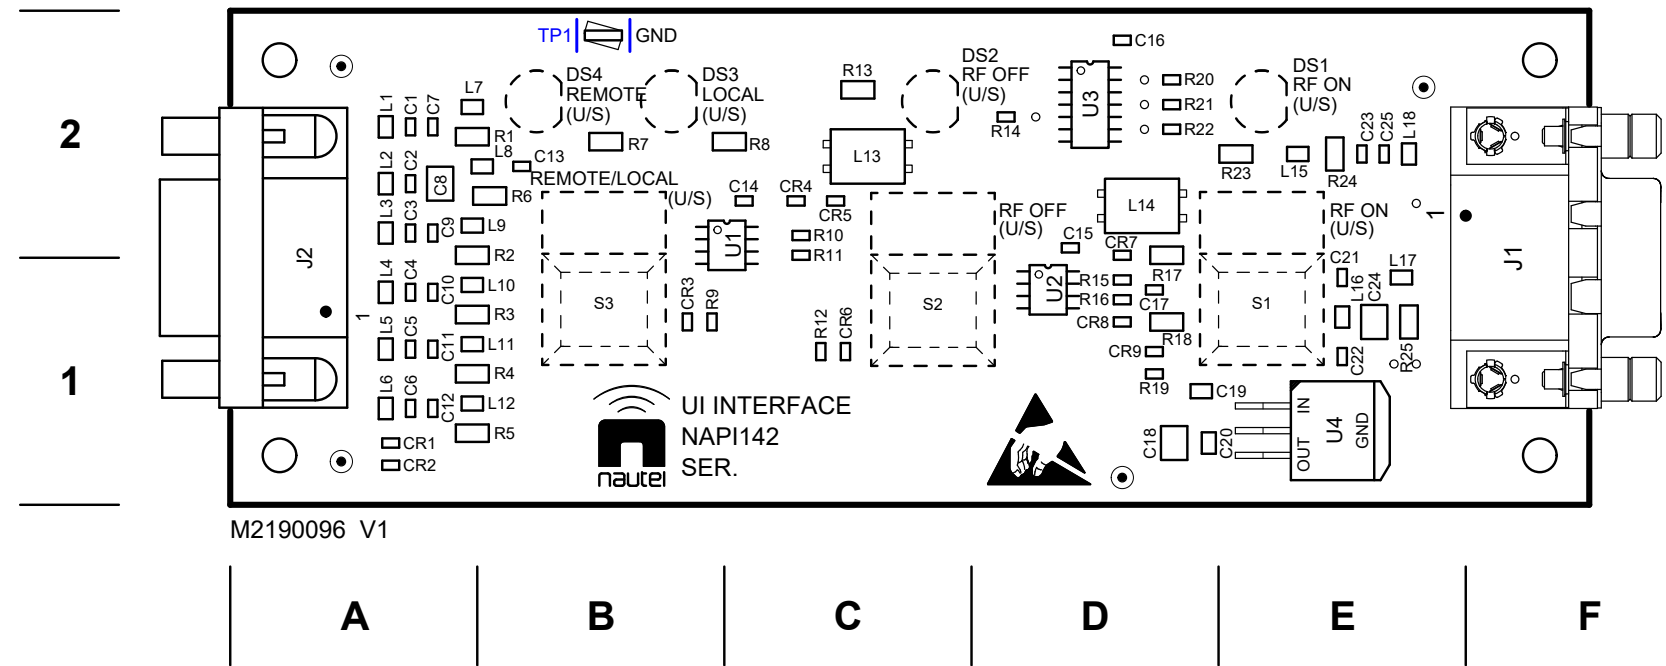 TP1 GND
C16
DS4
REMOTE
(U/S)
DS3
LOCAL
(U/S)
R13
DS2
RF OFF
(U/S)
U3
R20
R21
R22
R14
DS1
RF ON
(U/S)
L1 C1 C7
L7
R1
R7
R8
L13
C23 C25 L18
2
L2 C2
C8
L8
C13
REMOTE/LOCAL
(U/S)
R6
R23
L15
R24
C14
CR4
CR5
L14
L3 C3 C9
L9
R2
U1
R10
R11
RF OFF
(U/S)
C15
CR7
R17
RF ON
(U/S)
1
J2
J1
L4 C4 C10
L10
R3
1
S3
CR3 R9
S2
U2
R15
R16
CR8
C17
R18
S1
C21
L17
L16 C24
L5 C5 C11
L11
R4
R12 CR6
CR9
R19
C22
R25
1
L6 C6 C12
L12
R5
CR1
CR2
UI INTERFACE
NAPI142
SER.
nautel
C19
C18
C20
IN
OUT
U4
GND
M2190096 V1
A B C D E F